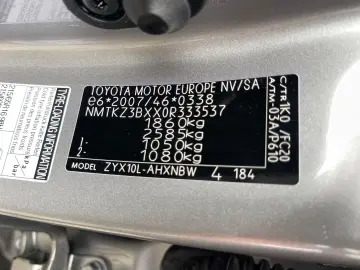 TOYOTA MOTOR EUROPE NV/SA
e6*2007/46*0338
NMTKZ3BXX0R333537
1860kg
2585kg
1- 1050kg
2- 1080kg
MODEL ZYX10L-AHXNBW 4 184
C/TR 1K0 /FC20
A/TM-03A/P610